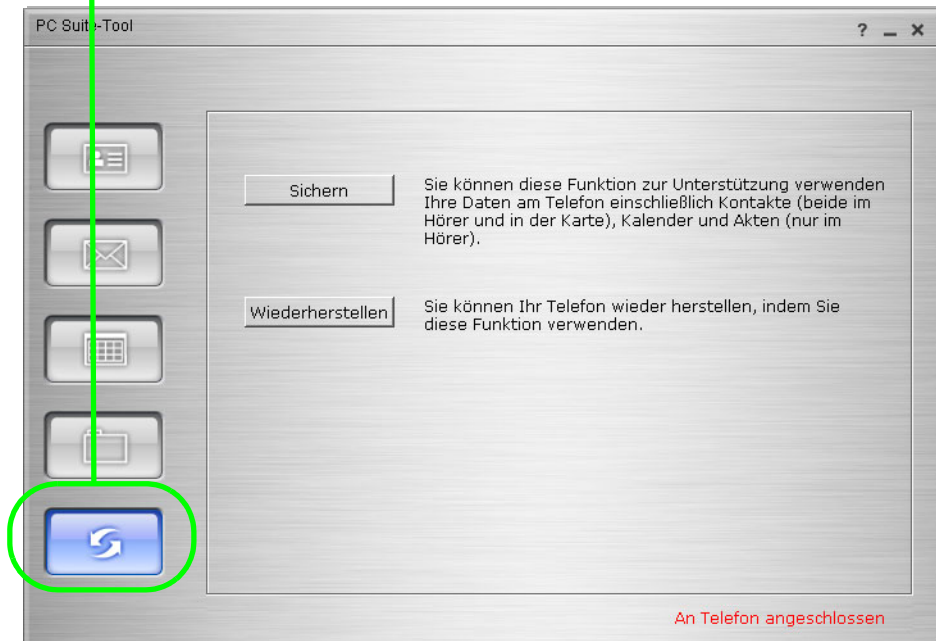 PC Suite-Tool
? _ x
Sichern
Sie können diese Funktion zur Unterstützung verwenden
Ihre Daten am Telefon einschließlich Kontakte (beide im
Hörer und in der Karte), Kalender und Akten (nur im
Hörer).
Wiederherstellen
Sie können Ihr Telefon wieder herstellen, indem Sie
diese Funktion verwenden.
An Telefon angeschlossen